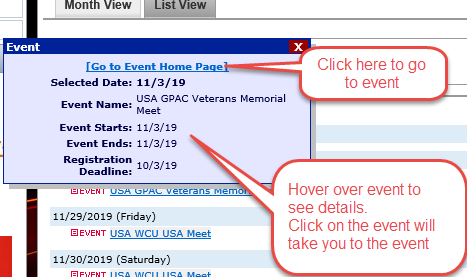 Month View
List View
Event
X
[Go to Event Home Page]
Selected Date: 11/3/19
Event Name: USA GPAC Veterans Memorial
Meet
Event Starts: 11/3/19
Event Ends: 11/3/19
Registration
Deadline: 10/3/19
Click here to go
to event
Hover over event to
see details.
Click on the event will
take you to the event
EVENT USA GPAC Veterans Memorial
11/29/2019 (Friday)
EVENT USA WCU USA Meet
11/30/2019 (Saturday)
EVENT USA WCU USA Meet